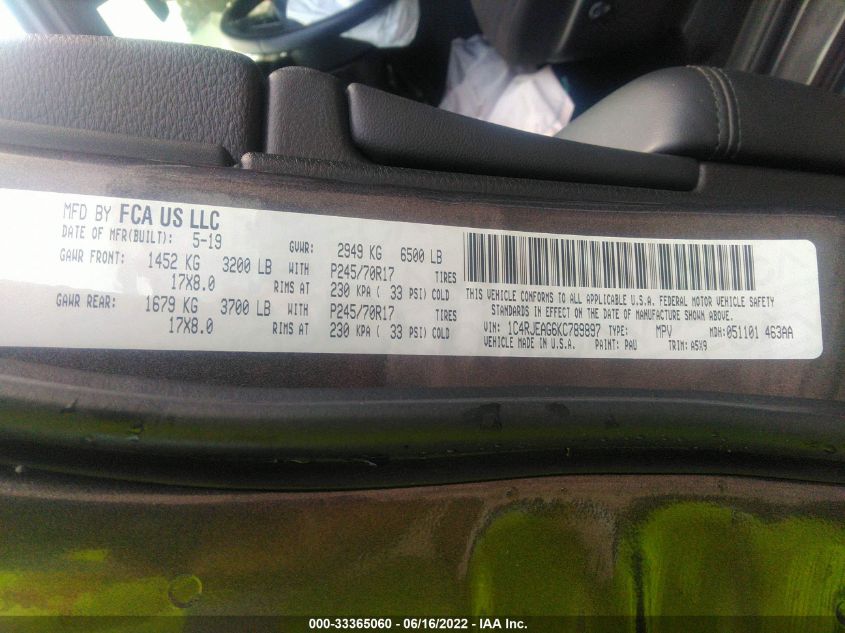 MFD BY FCA US LLC
DATE OF MFR(BUILT): 5-19 GVWR: 2949 KG 6500 LB
GAWR FRONT: 1452 KG 3200 LB WITH P245/70R17 TIRES
17X8.0 RIMS AT 230 KPA ( 33 PSI) COLD
GAWR REAR: 1679 KG 3700 LB WITH P245/70R17 TIRES
17X8.0 RIMS AT 230 KPA ( 33 PSI) COLD
THIS VEHICLE CONFORMS TO ALL APPLICABLE U.S.A. FEDERAL MOTOR VEHICLE SAFETY
STANDARDS IN EFFECT ON THE DATE OF MANUFACTURE SHOWN ABOVE.
VIN: 1C4RJEAG6KC789897 TYPE: MPV MDH:051101 463AA
VEHICLE MADE IN U.S.A. PAINT: PAU TRIM: A5X9
000-33365060 - 06/16/2022 - IAA Inc.